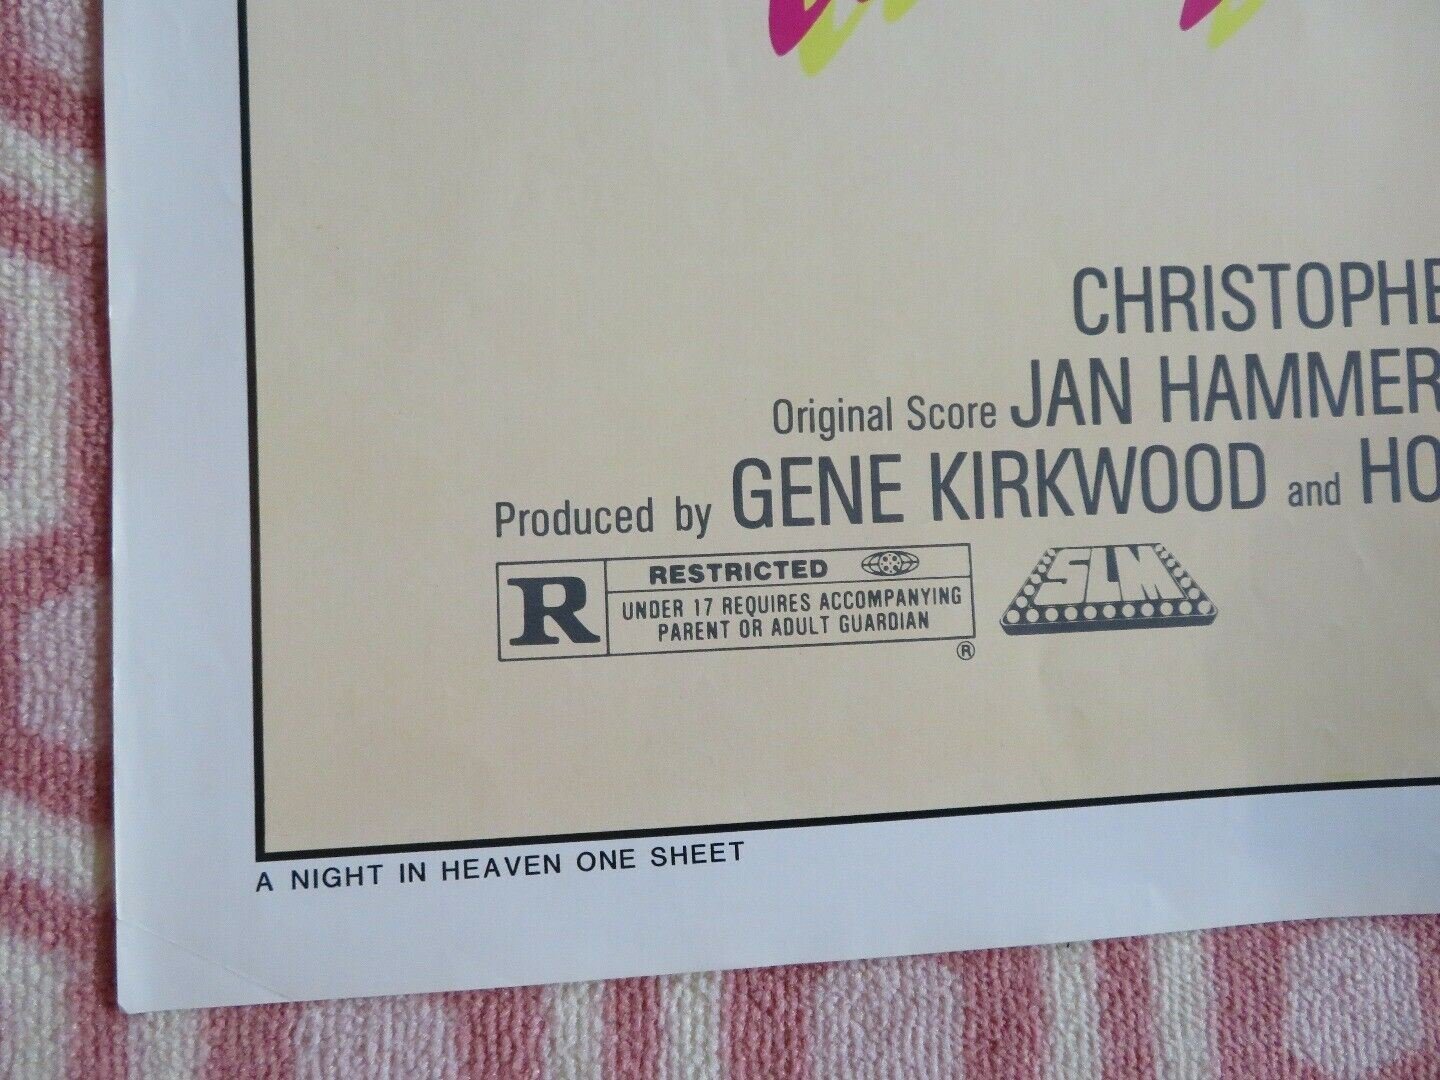 CHRISTOPHE
Original Score JAN HAMMER
Produced by GENE KIRKWOOD and HO
R
RESTRICTED
UNDER 17 REQUIRES ACCOMPANYING
PARENT OR ADULT GUARDIAN
®
SLM
A NIGHT IN HEAVEN ONE SHEET